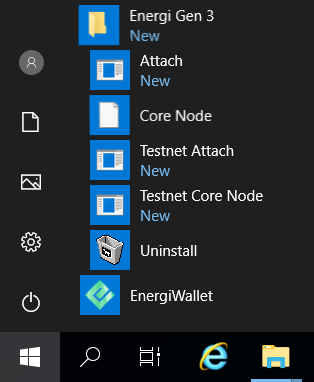 Energi Gen 3
New
Attach
New
Core Node
Testnet Attach
New
Testnet Core Node
New
Uninstall
EnergiWallet